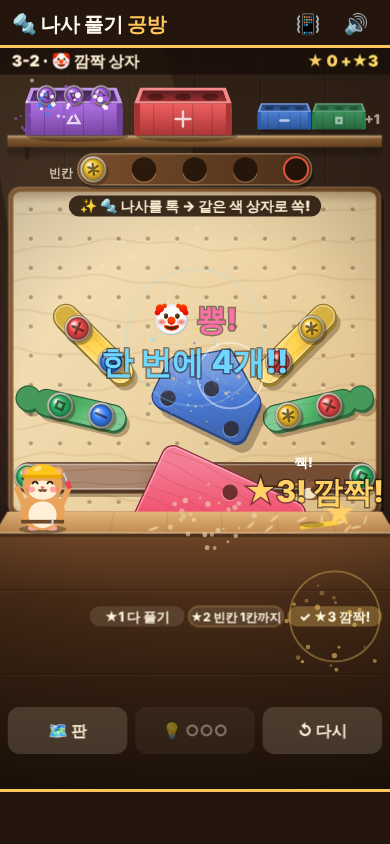 나사 풀기 공방
3-2 · 깜짝 상자
★ 0 +★3
+1
빈칸
나사를 톡 → 같은 색 상자로 쏙!
뿅!
한 번에 4개!!
짹!
★3! 깜짝!
★1 다 풀기
★2 빈칸 1칸까지
✓ ★3 깜짝!
판
다시